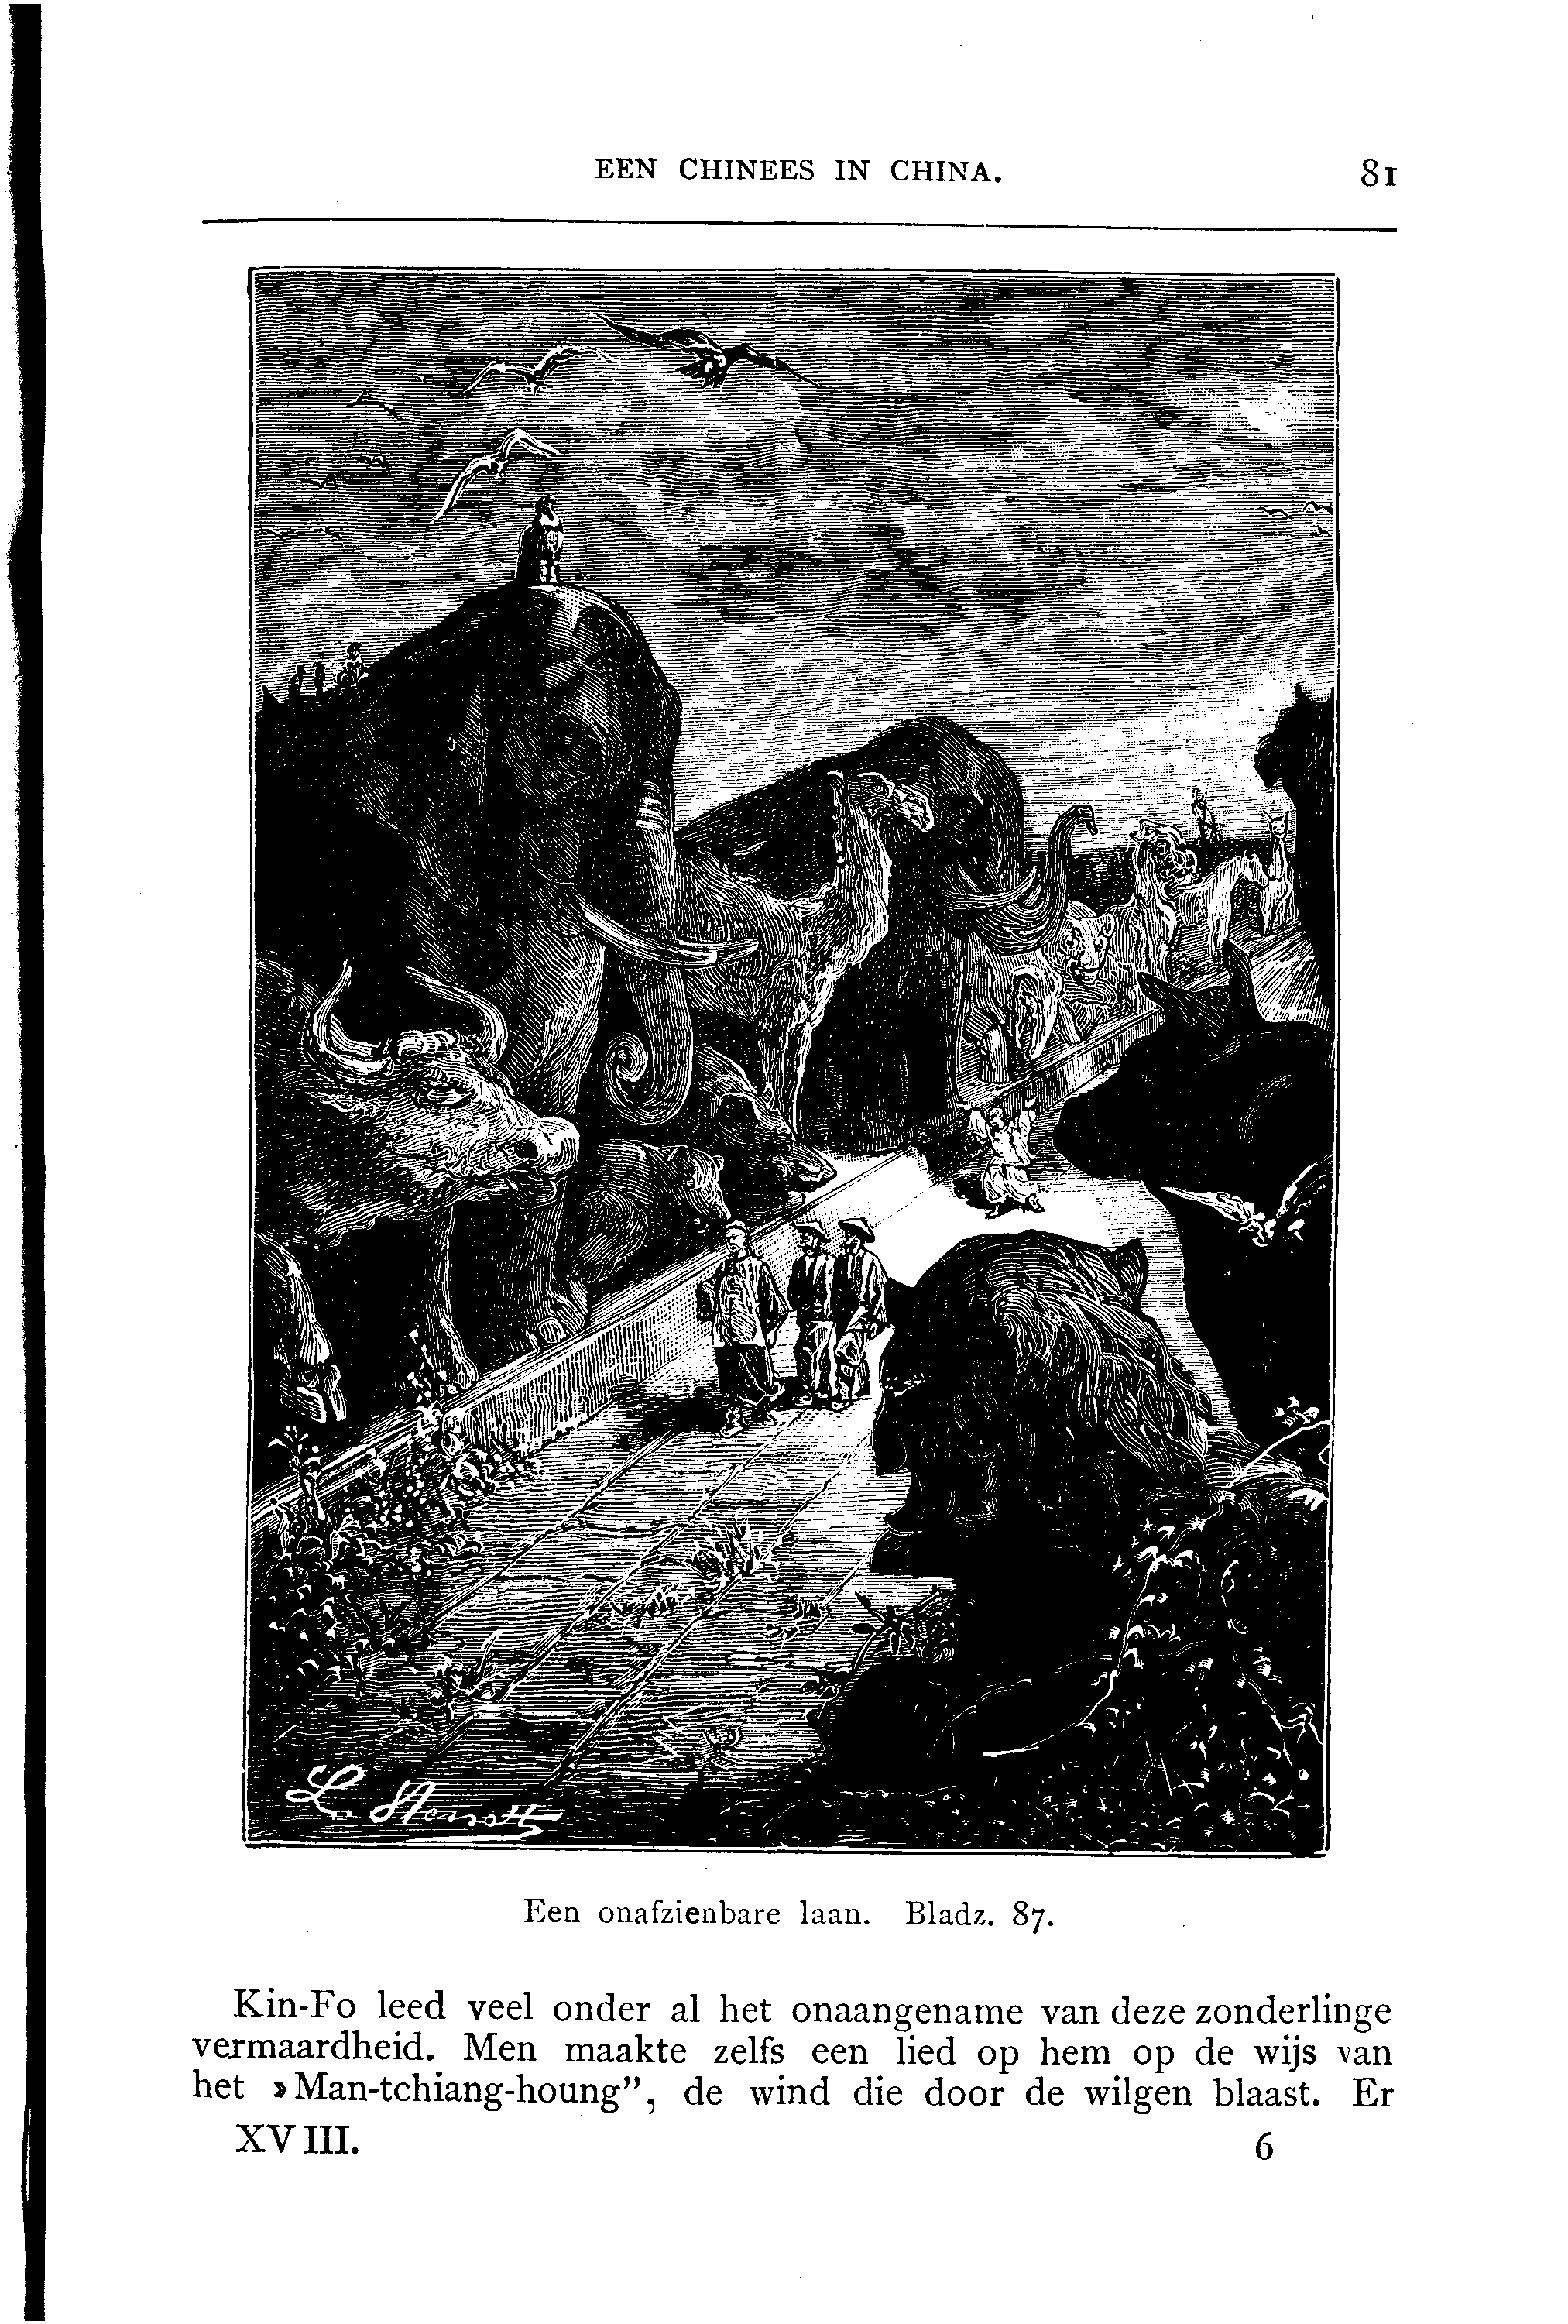 EEN CHINEES IN CHINA. 81
L. Benett
Een onafzienbare laan. Bladz. 87.
Kin-Fo leed veel onder al het onaangename van deze zonderlinge
vermaardheid. Men maakte zelfs een lied op hem op de wijs van
het »Man-tchiang-houng”, de wind die door de wilgen blaast. Er
XVIII. 6